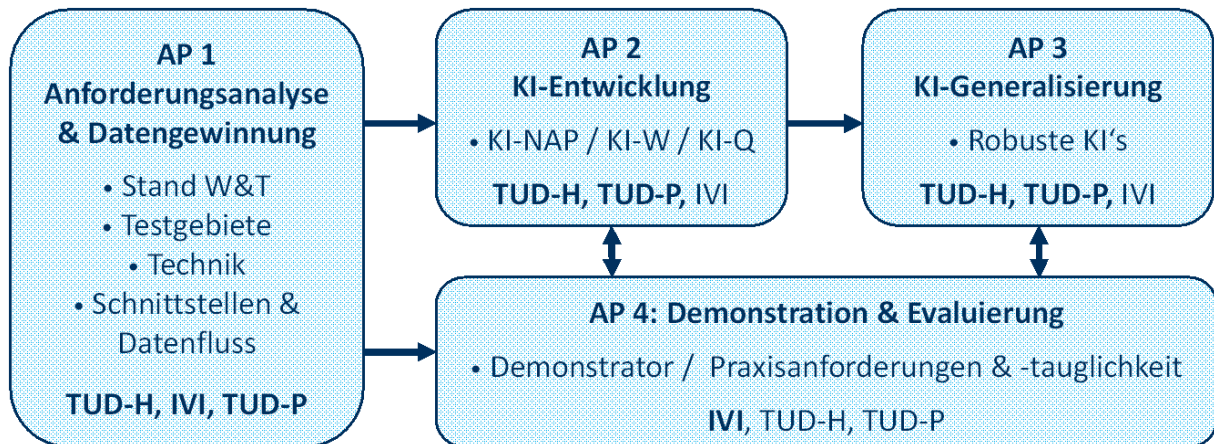 AP 1
Anforderungsanalyse
& Datengewinnung
• Stand W&T
• Testgebiete
• Technik
• Schnittstellen &
Datenfluss
TUD-H, IVI, TUD-P
AP 2
KI-Entwicklung
• KI-NAP / KI-W / KI-Q
TUD-H, TUD-P, IVI
AP 3
KI-Generalisierung
• Robuste KI‘s
TUD-H, TUD-P, IVI
AP 4: Demonstration & Evaluierung
• Demonstrator / Praxisanforderungen & -tauglichkeit
IVI, TUD-H, TUD-P